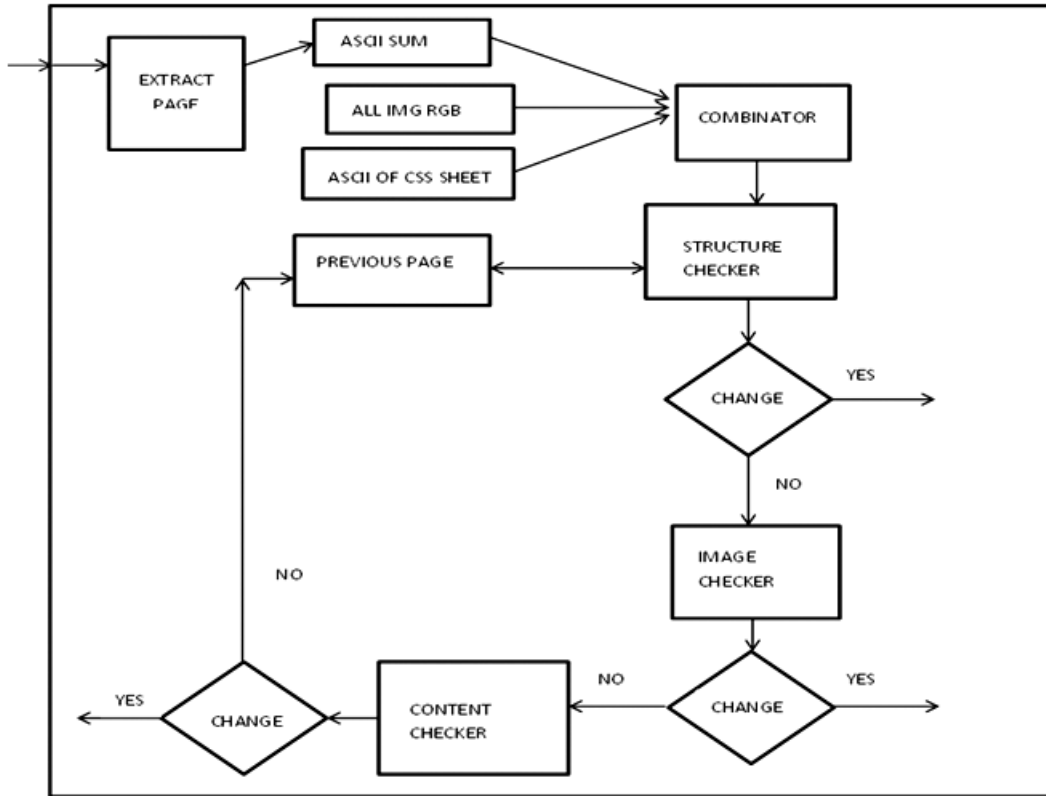 ASCII SUM
EXTRACT
PAGE
ALL IMG RGB
COMBINATOR
ASCII OF CSS SHEET
PREVIOUS PAGE
STRUCTURE
CHECKER
CHANGE
YES
NO
IMAGE
CHECKER
NO
YES
NO
YES
CHANGE
CONTENT
CHECKER
CHANGE